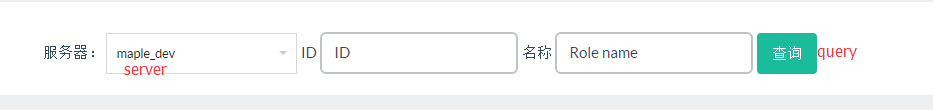 服务器： maple_dev ID ID 名称 Role name 查询 query
server